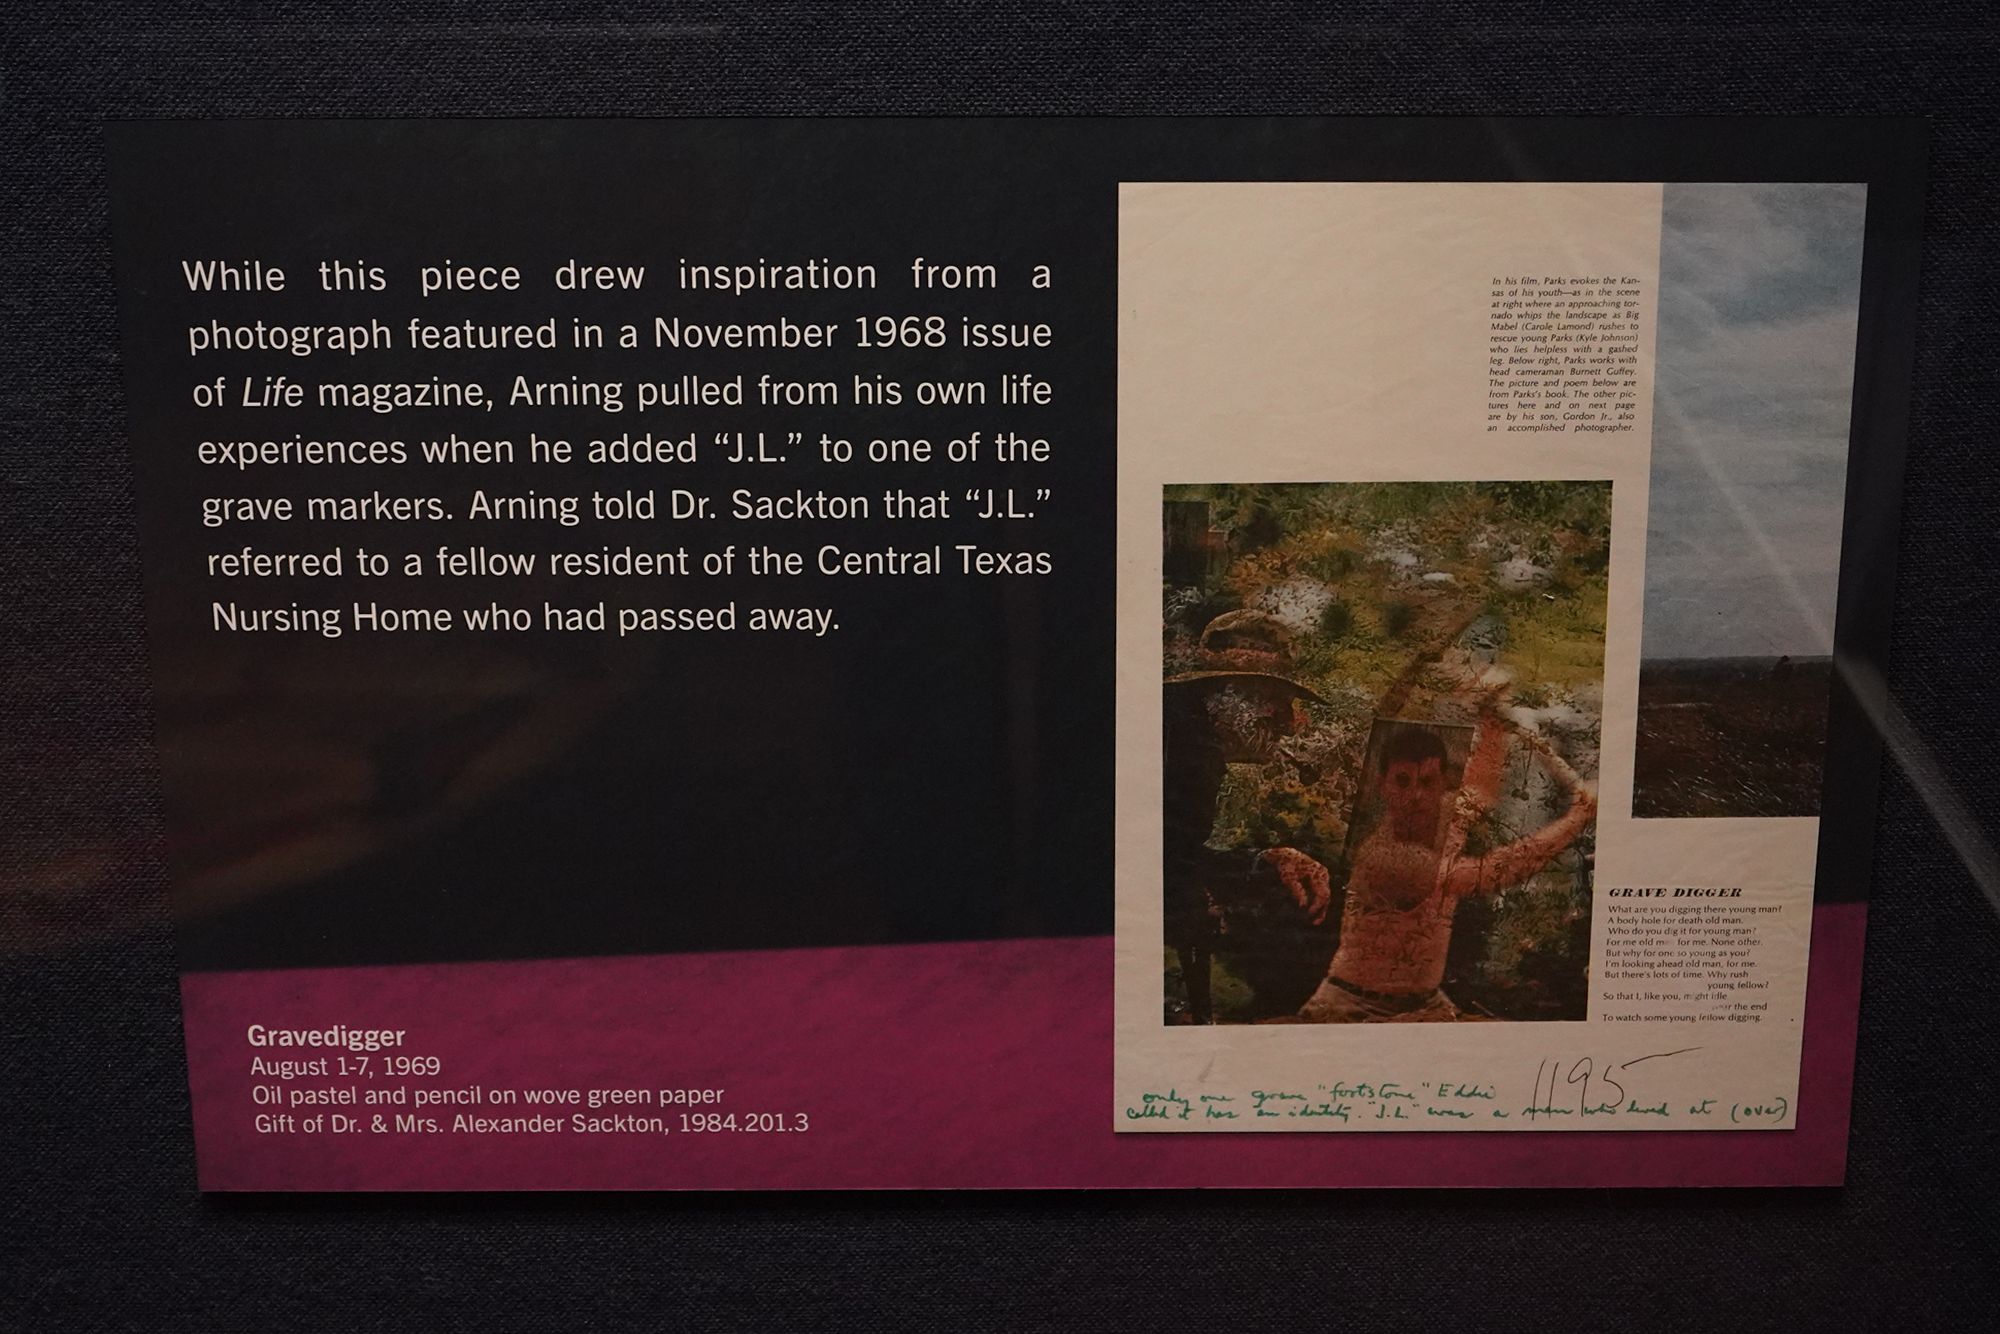 While this piece drew inspiration from a
photograph featured in a November 1968 issue
of Life magazine, Arning pulled from his own life
experiences when he added “J.L.” to one of the
grave markers. Arning told Dr. Sackton that “J.L.”
referred to a fellow resident of the Central Texas
Nursing Home who had passed away.
Gravedigger
August 1-7, 1969
Oil pastel and pencil on wove green paper
Gift of Dr. & Mrs. Alexander Sackton, 1984.201.3
In his film, Parks evokes the Kan-
sas of his youth—as in the scene
at right where an approaching tor-
nado whips the landscape as Big
Mabel (Carole Lamond) rushes to
rescue young Parks (Kyle Johnson)
who lies helpless with a gashed
leg. Below right, Parks works with
head cameraman Burnett Guffey.
The picture and poem below are
from Parks's book. The other pic-
tures here and on next page
are by his son, Gordon Jr., also
an accomplished photographer.
GRAVE DIGGER
What are you digging there young man?
A body hole for death old man.
Who do you dig it for young man?
For me old for me. None other.
But why for one so young as you?
I'm looking ahead old man, for me.
But there's lots of time. Why rush
young fellow?
So that I, like you, might idle
the end
To watch some young fellow digging.
1195
only one grave "footstone" Eddie
called it has an identity. "J.L." was a man who lived at (over)